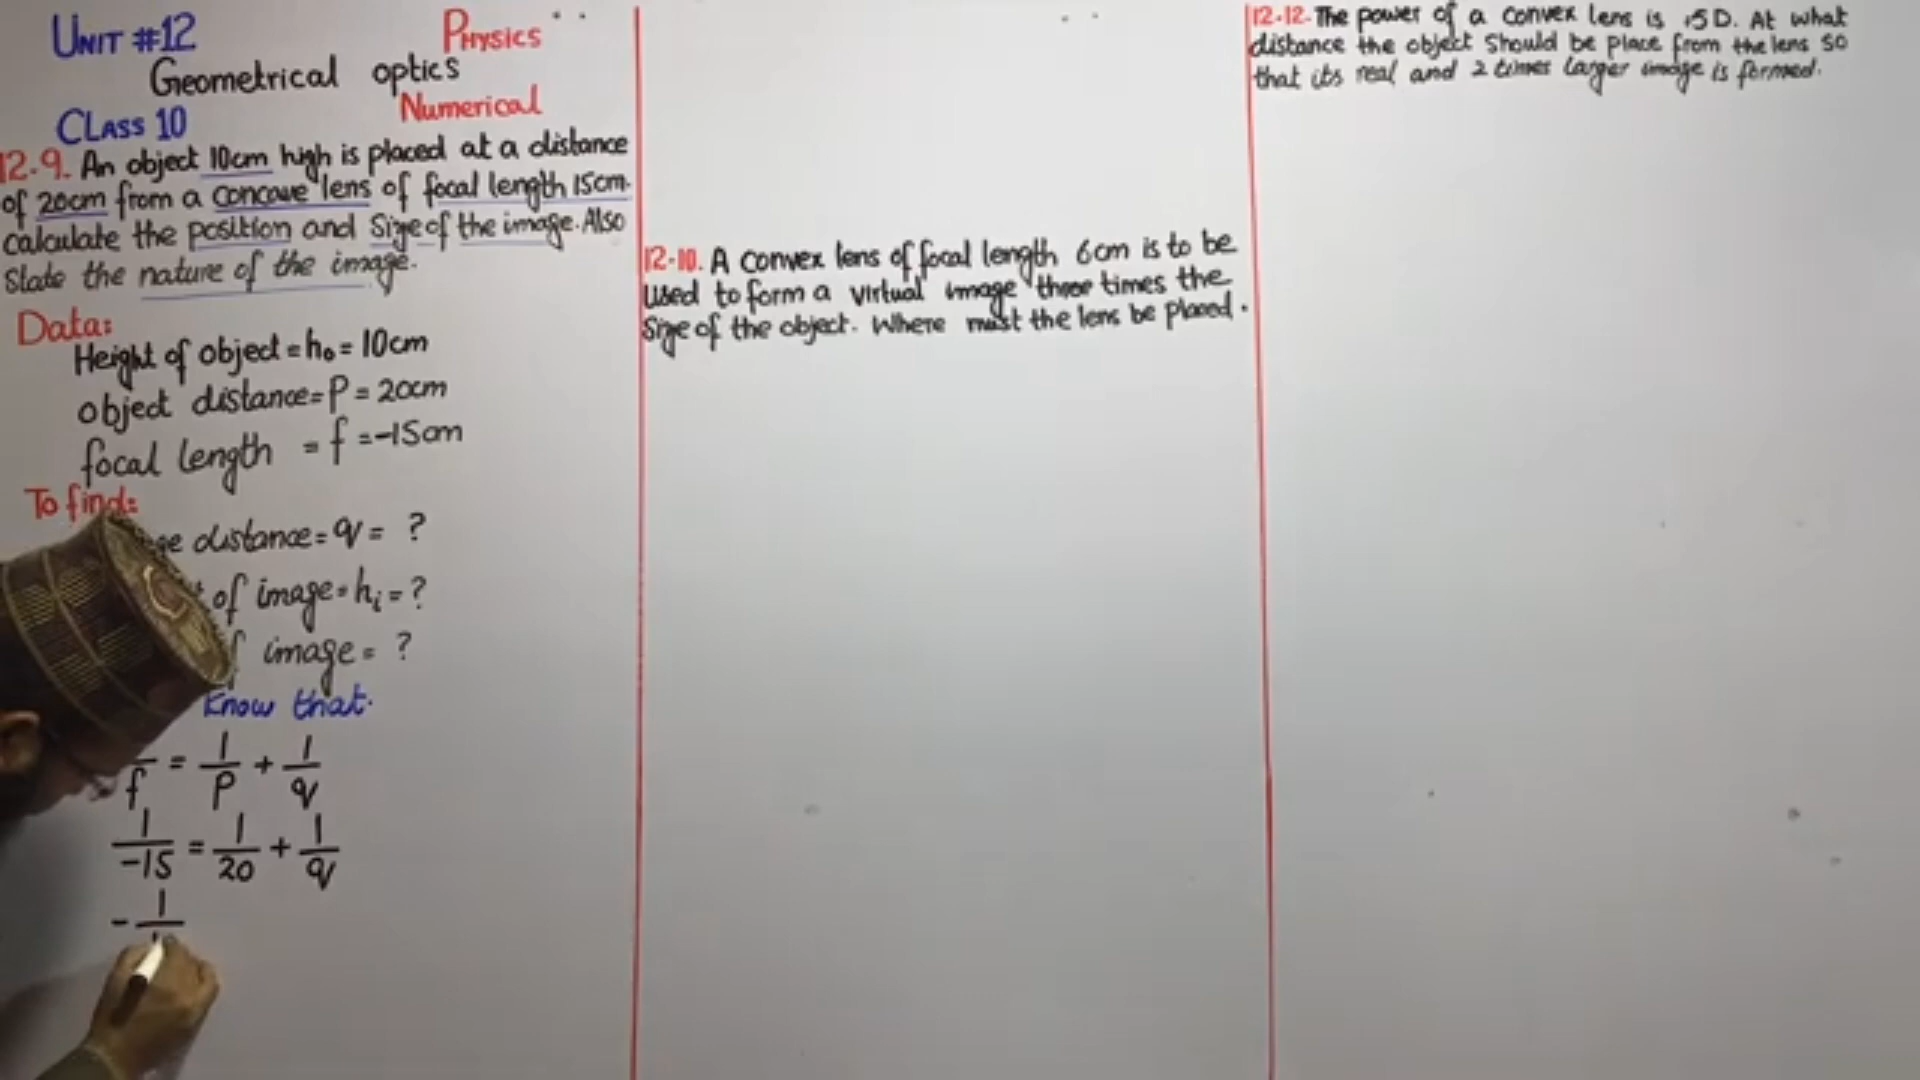 UNIT #12
Physics
Geometrical optics
Numerical
CLass 10
12-9. An object 10cm high is placed at a distance
of 20cm from a concave lens of focal length 15cm.
calculate the position and Size of the image. Also
State the nature of the image.
Data:
Height of object = ho = 10cm
object distance = P = 20cm
focal length = f = -15cm
To find:
distance = q = ?
of image = hi = ?
image = ?
Know that.
f = 1/P + 1/q
1/-15 = 1/20 + 1/q
- 1
12-10. A convex lens of focal length 6cm is to be
used to form a virtual image three times the
Size of the object. Where must the lens be placed.
12-12. The power of a convex lens is 5D. At what
distance the object Should be place from the lens so
that its real and 2 times larger image is formed.